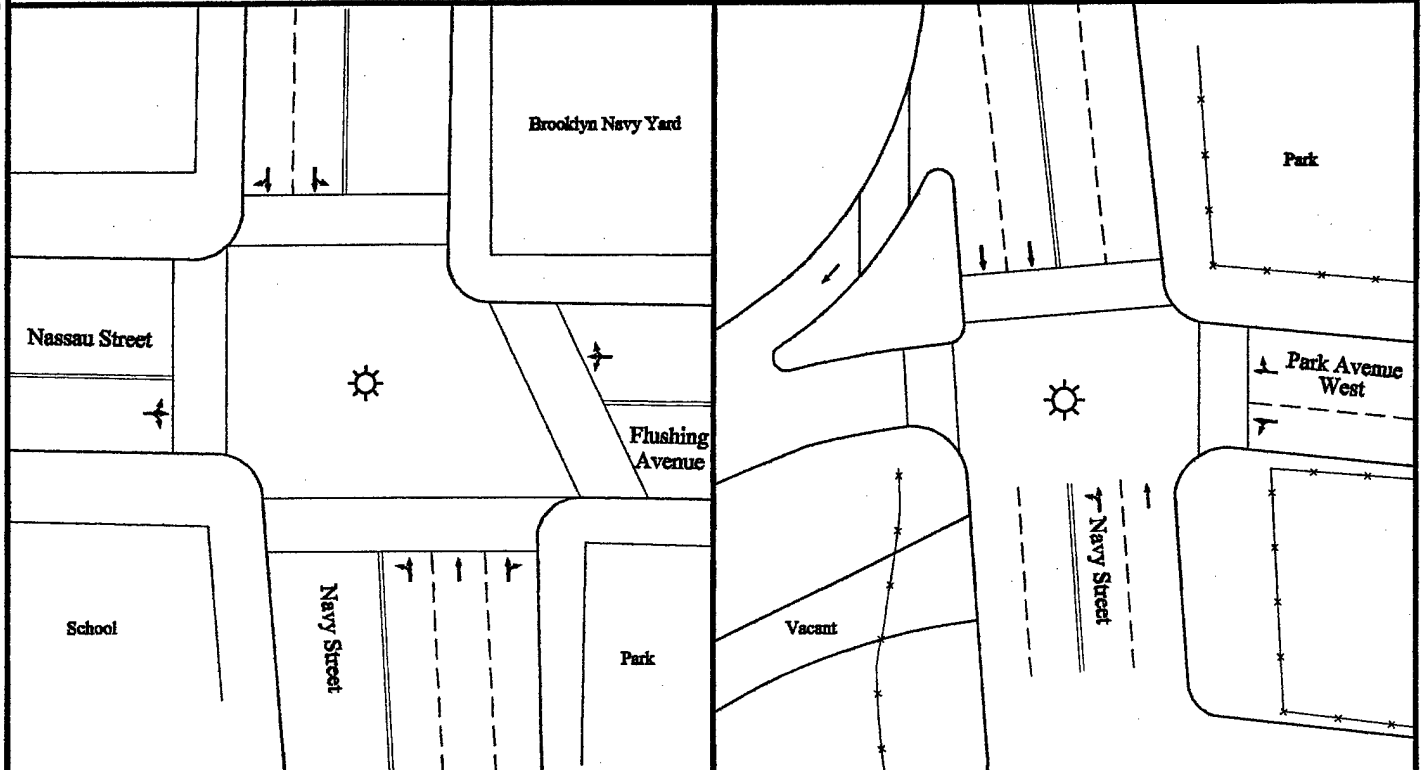 Brooklyn Navy Yard
Nassau Street
Flushing
Avenue
Navy Street
School
Park
Park
Park Avenue
West
Navy Street
Vacant